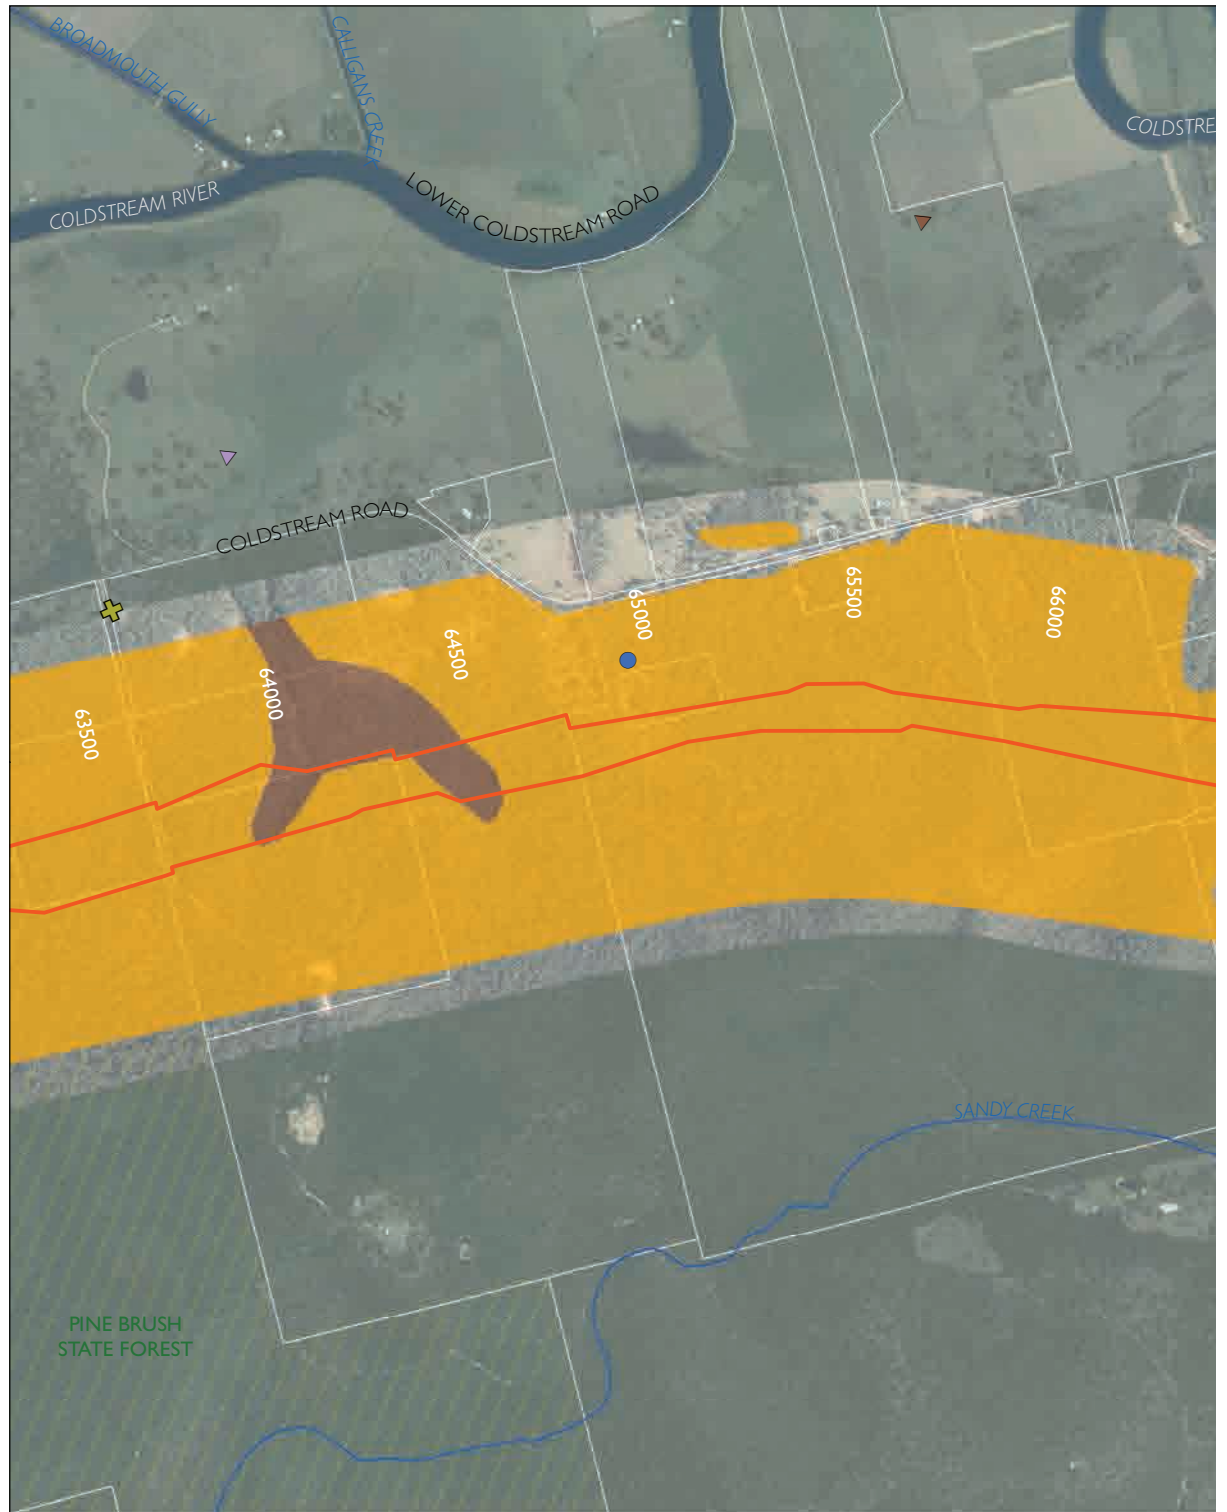 BROADMOUTH GULLY
CALLIGANS CREEK
COLDSTRE
COLDSTREAM RIVER
LOWER COLDSTREAM ROAD
COLDSTREAM ROAD
63500
64000
64500
65000
65500
66000
SANDY CREEK
PINE BRUSH
STATE FOREST